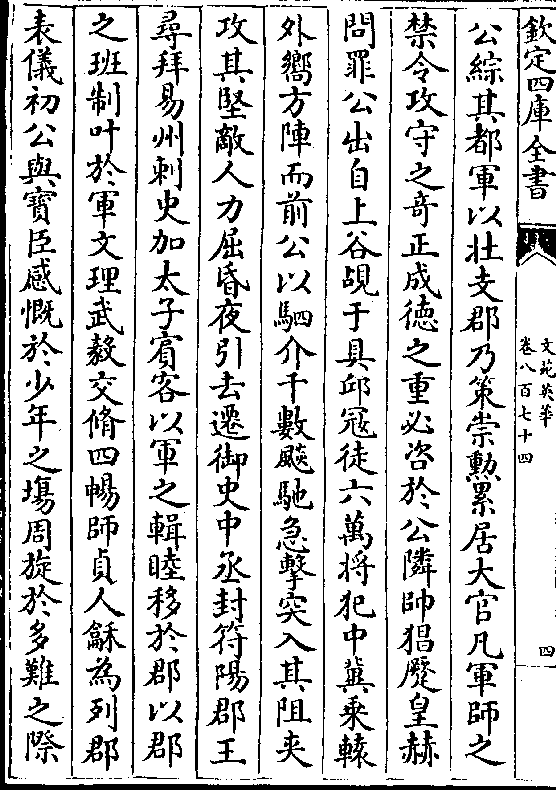 欽定四庫全書
文苑英華
卷八百七十四
四
公綜其都軍以壯支郡乃策崇勲累居大官凡軍師之
禁令攻守之奇正成徳之重必咨於公隣帥猖蹷皇赫
問罪公出自上谷覘于具邱冦徒六萬将犯中冀乘轅
外嚮方陣而前公以駟介千數飈馳急擊突入其阻夹
攻其堅敵人力屈昏夜引去遷御史中丞封符陽郡王
尋拜易州刺史加太子賔客以軍之輯睦移於郡以郡
之班制叶於軍文理武毅交脩四暢師貞人龢為列郡
表儀初公與寶臣感慨於少年之塲周旋於多難之際